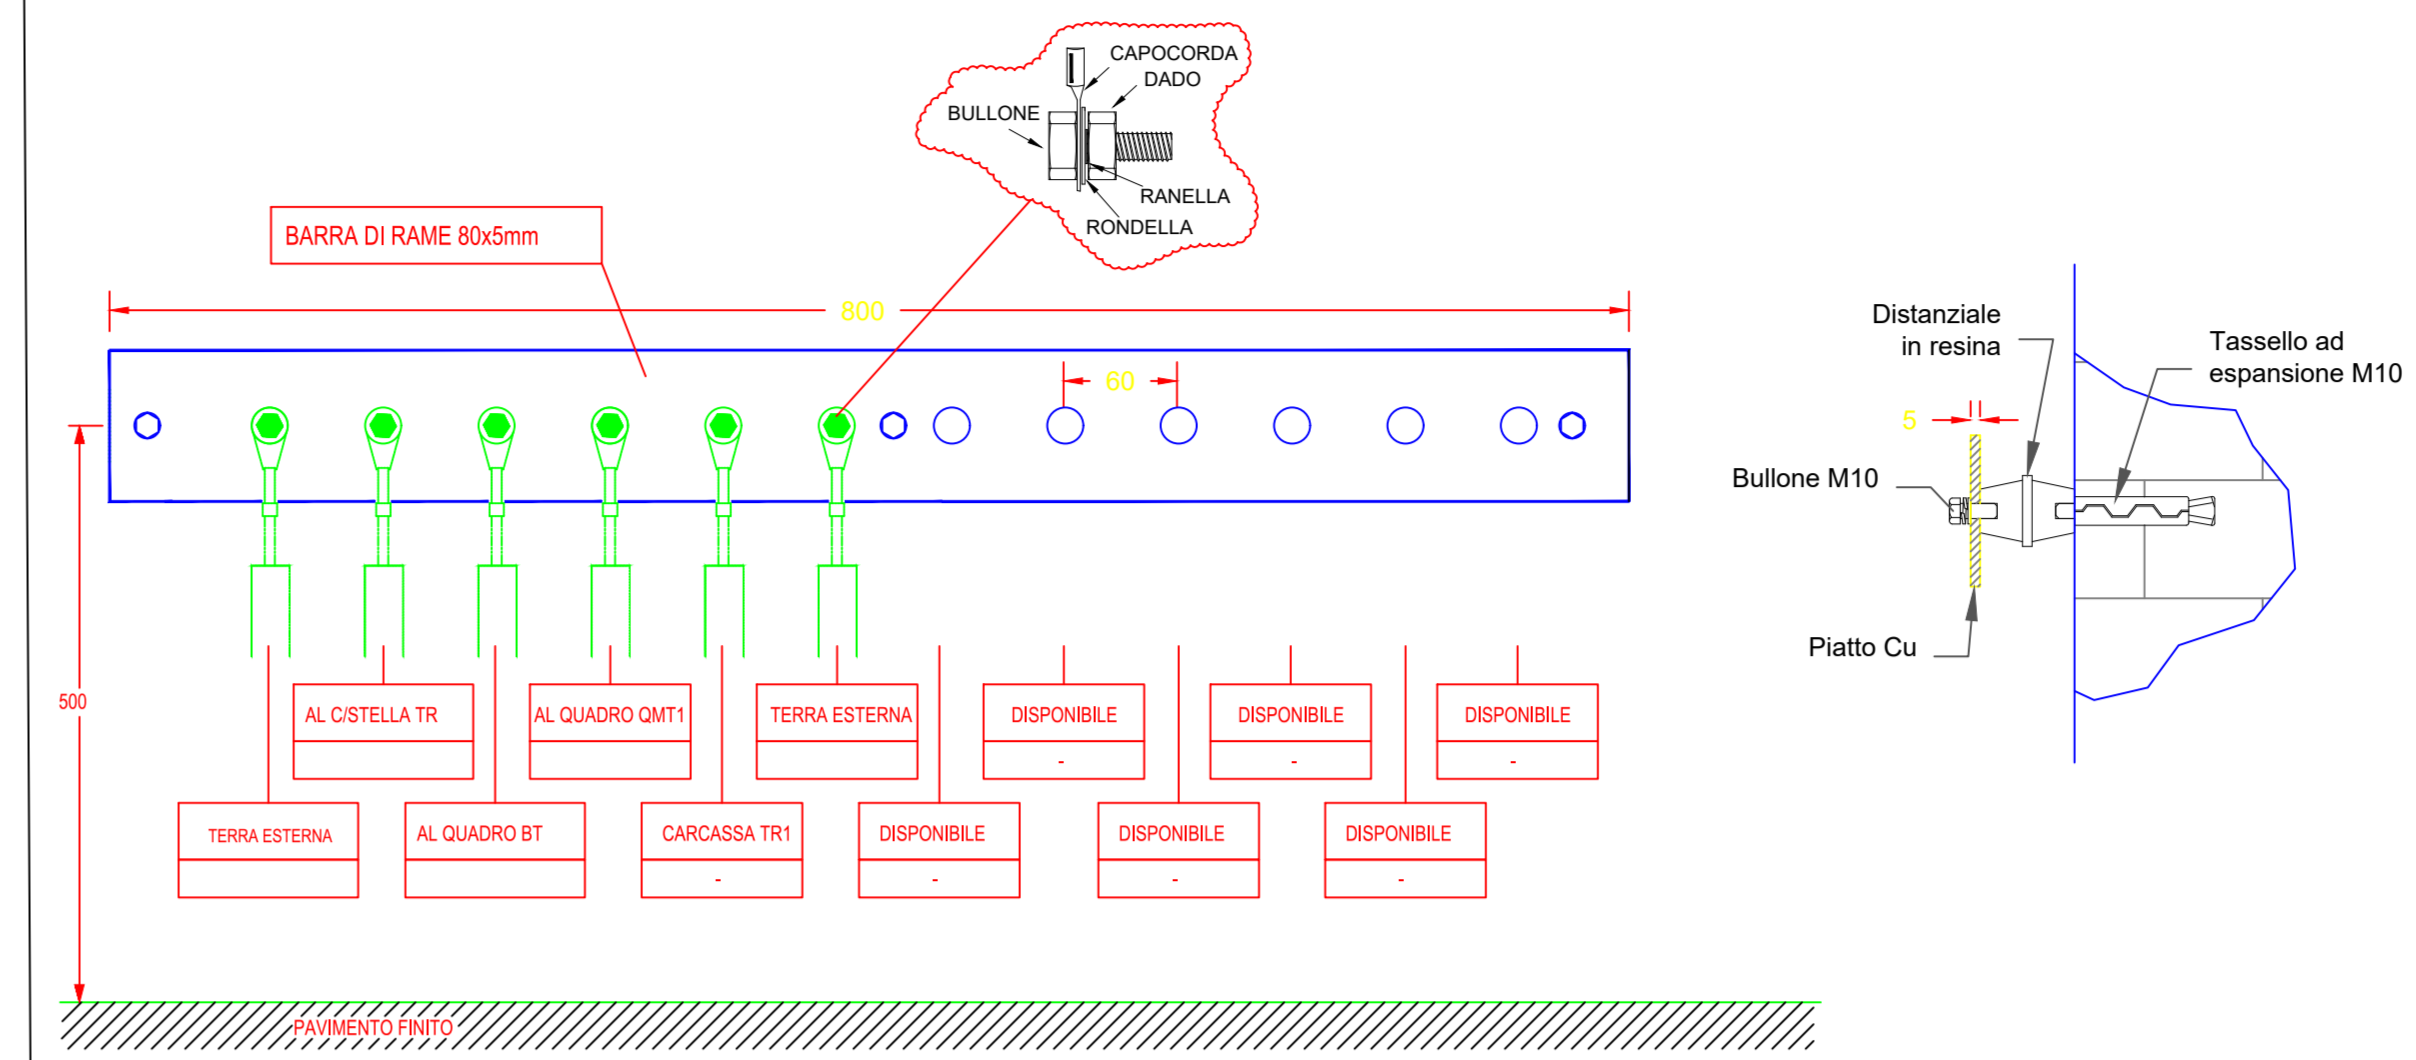 CAPOCORDA
DADO
BULLONE
RANELLA
RONDELLA
BARRA DI RAME 80x5mm
800
60
500
AL C/STELLA TR
AL QUADRO QMT1
TERRA ESTERNA
DISPONIBILE
-
DISPONIBILE
-
DISPONIBILE
-
TERRA ESTERNA
AL QUADRO BT
CARCASSA TR1
-
DISPONIBILE
-
DISPONIBILE
-
DISPONIBILE
-
PAVIMENTO FINITO
Distanziale
in resina
Tassello ad
espansione M10
5
Bullone M10
Piatto Cu